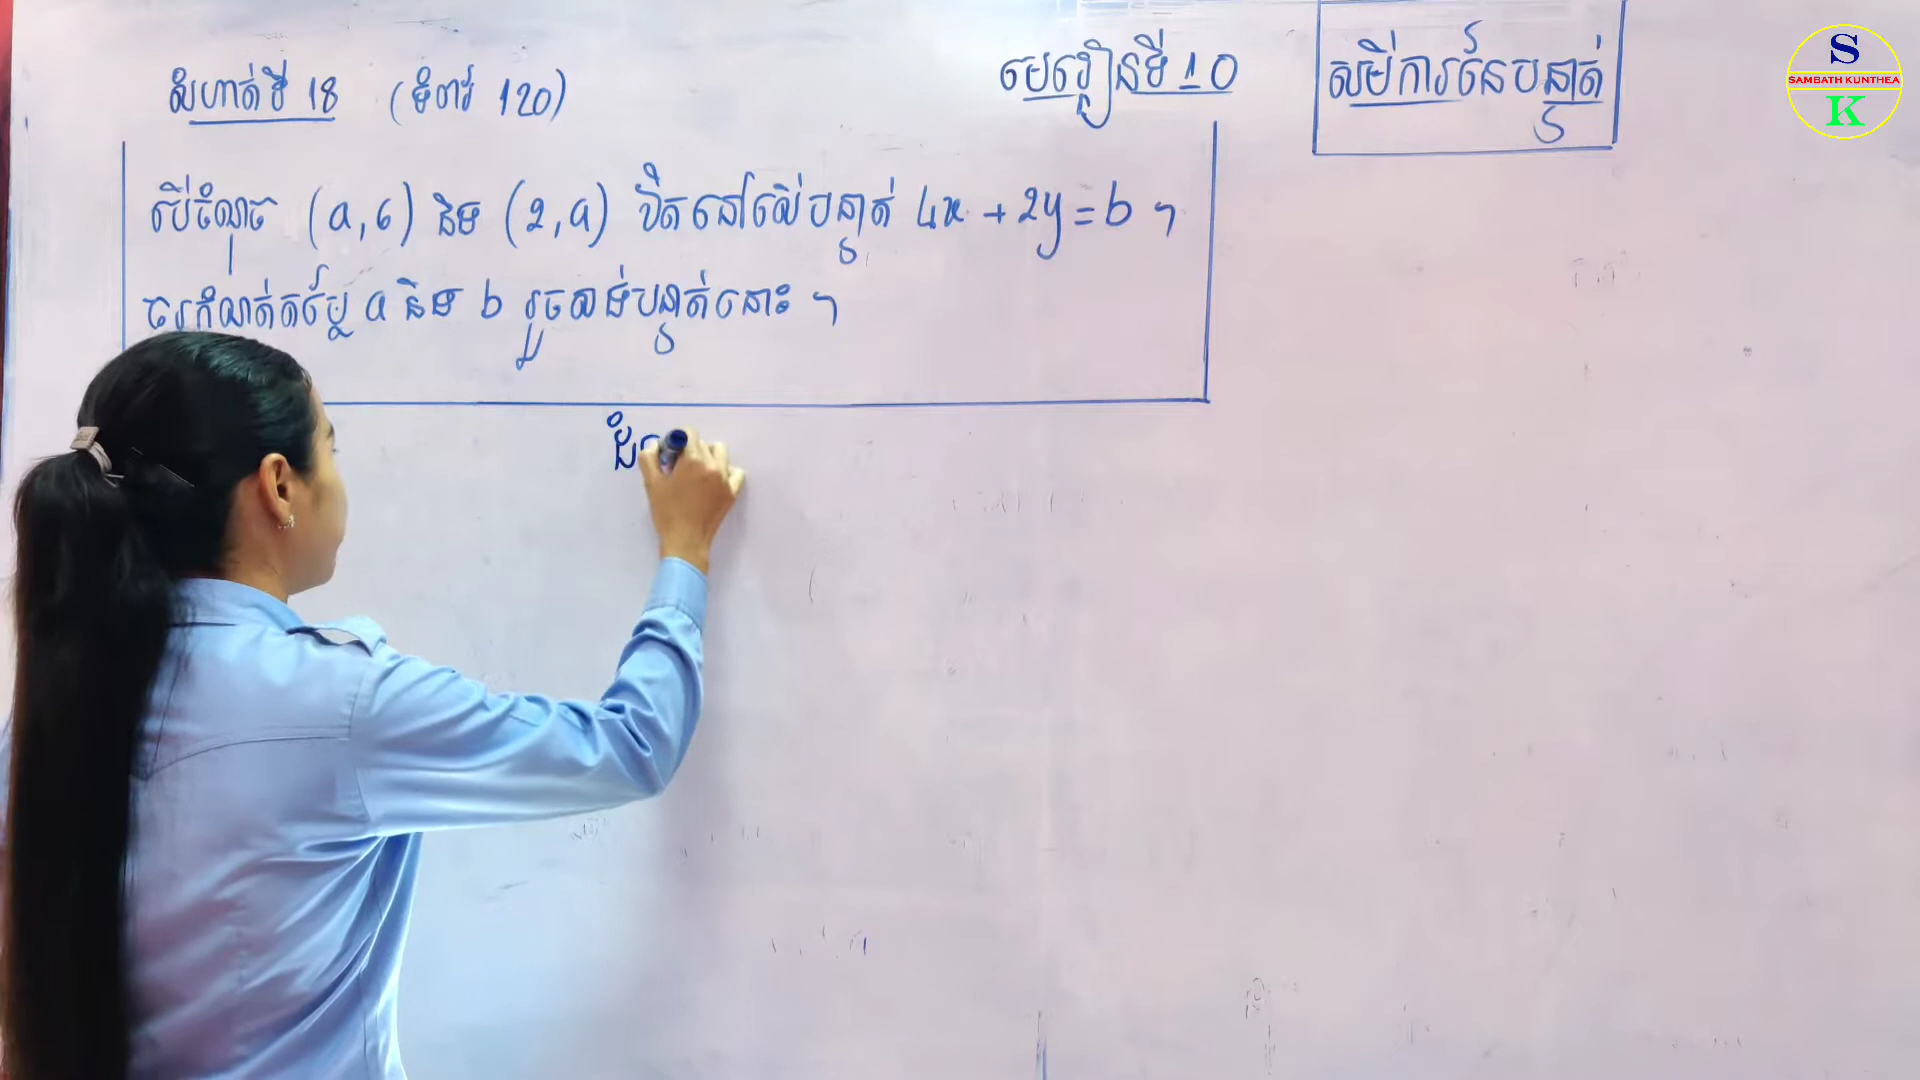 លំហាត់ទី 18 (ទំព័រ 120)
មេរៀនទី 10
សមីការនៃបន្ទាត់
បើចំណុច (a, 6) និង (2, a) ឋិតនៅលើបន្ទាត់ 4x + 2y = b ។
ចូរកំណត់តម្លៃ a និង b រួចសង់បន្ទាត់នោះ ។
S
SAMBATH KUNTHEA
K